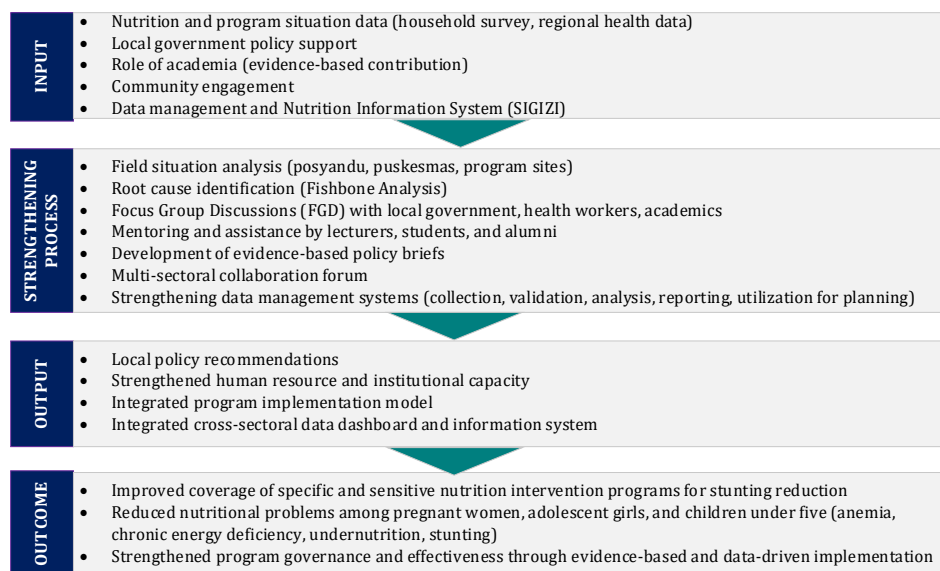 INPUT
• Nutrition and program situation data (household survey, regional health data)
• Local government policy support
• Role of academia (evidence-based contribution)
• Community engagement
• Data management and Nutrition Information System (SIGIZI)
STRENGTHENING
PROCESS
• Field situation analysis (posyandu, puskesmas, program sites)
• Root cause identification (Fishbone Analysis)
• Focus Group Discussions (FGD) with local government, health workers, academics
• Mentoring and assistance by lecturers, students, and alumni
• Development of evidence-based policy briefs
• Multi-sectoral collaboration forum
• Strengthening data management systems (collection, validation, analysis, reporting, utilization for planning)
OUTPUT
• Local policy recommendations
• Strengthened human resource and institutional capacity
• Integrated program implementation model
• Integrated cross-sectoral data dashboard and information system
OUTCOME
• Improved coverage of specific and sensitive nutrition intervention programs for stunting reduction
• Reduced nutritional problems among pregnant women, adolescent girls, and children under five (anemia,
chronic energy deficiency, undernutrition, stunting)
• Strengthened program governance and effectiveness through evidence-based and data-driven implementation